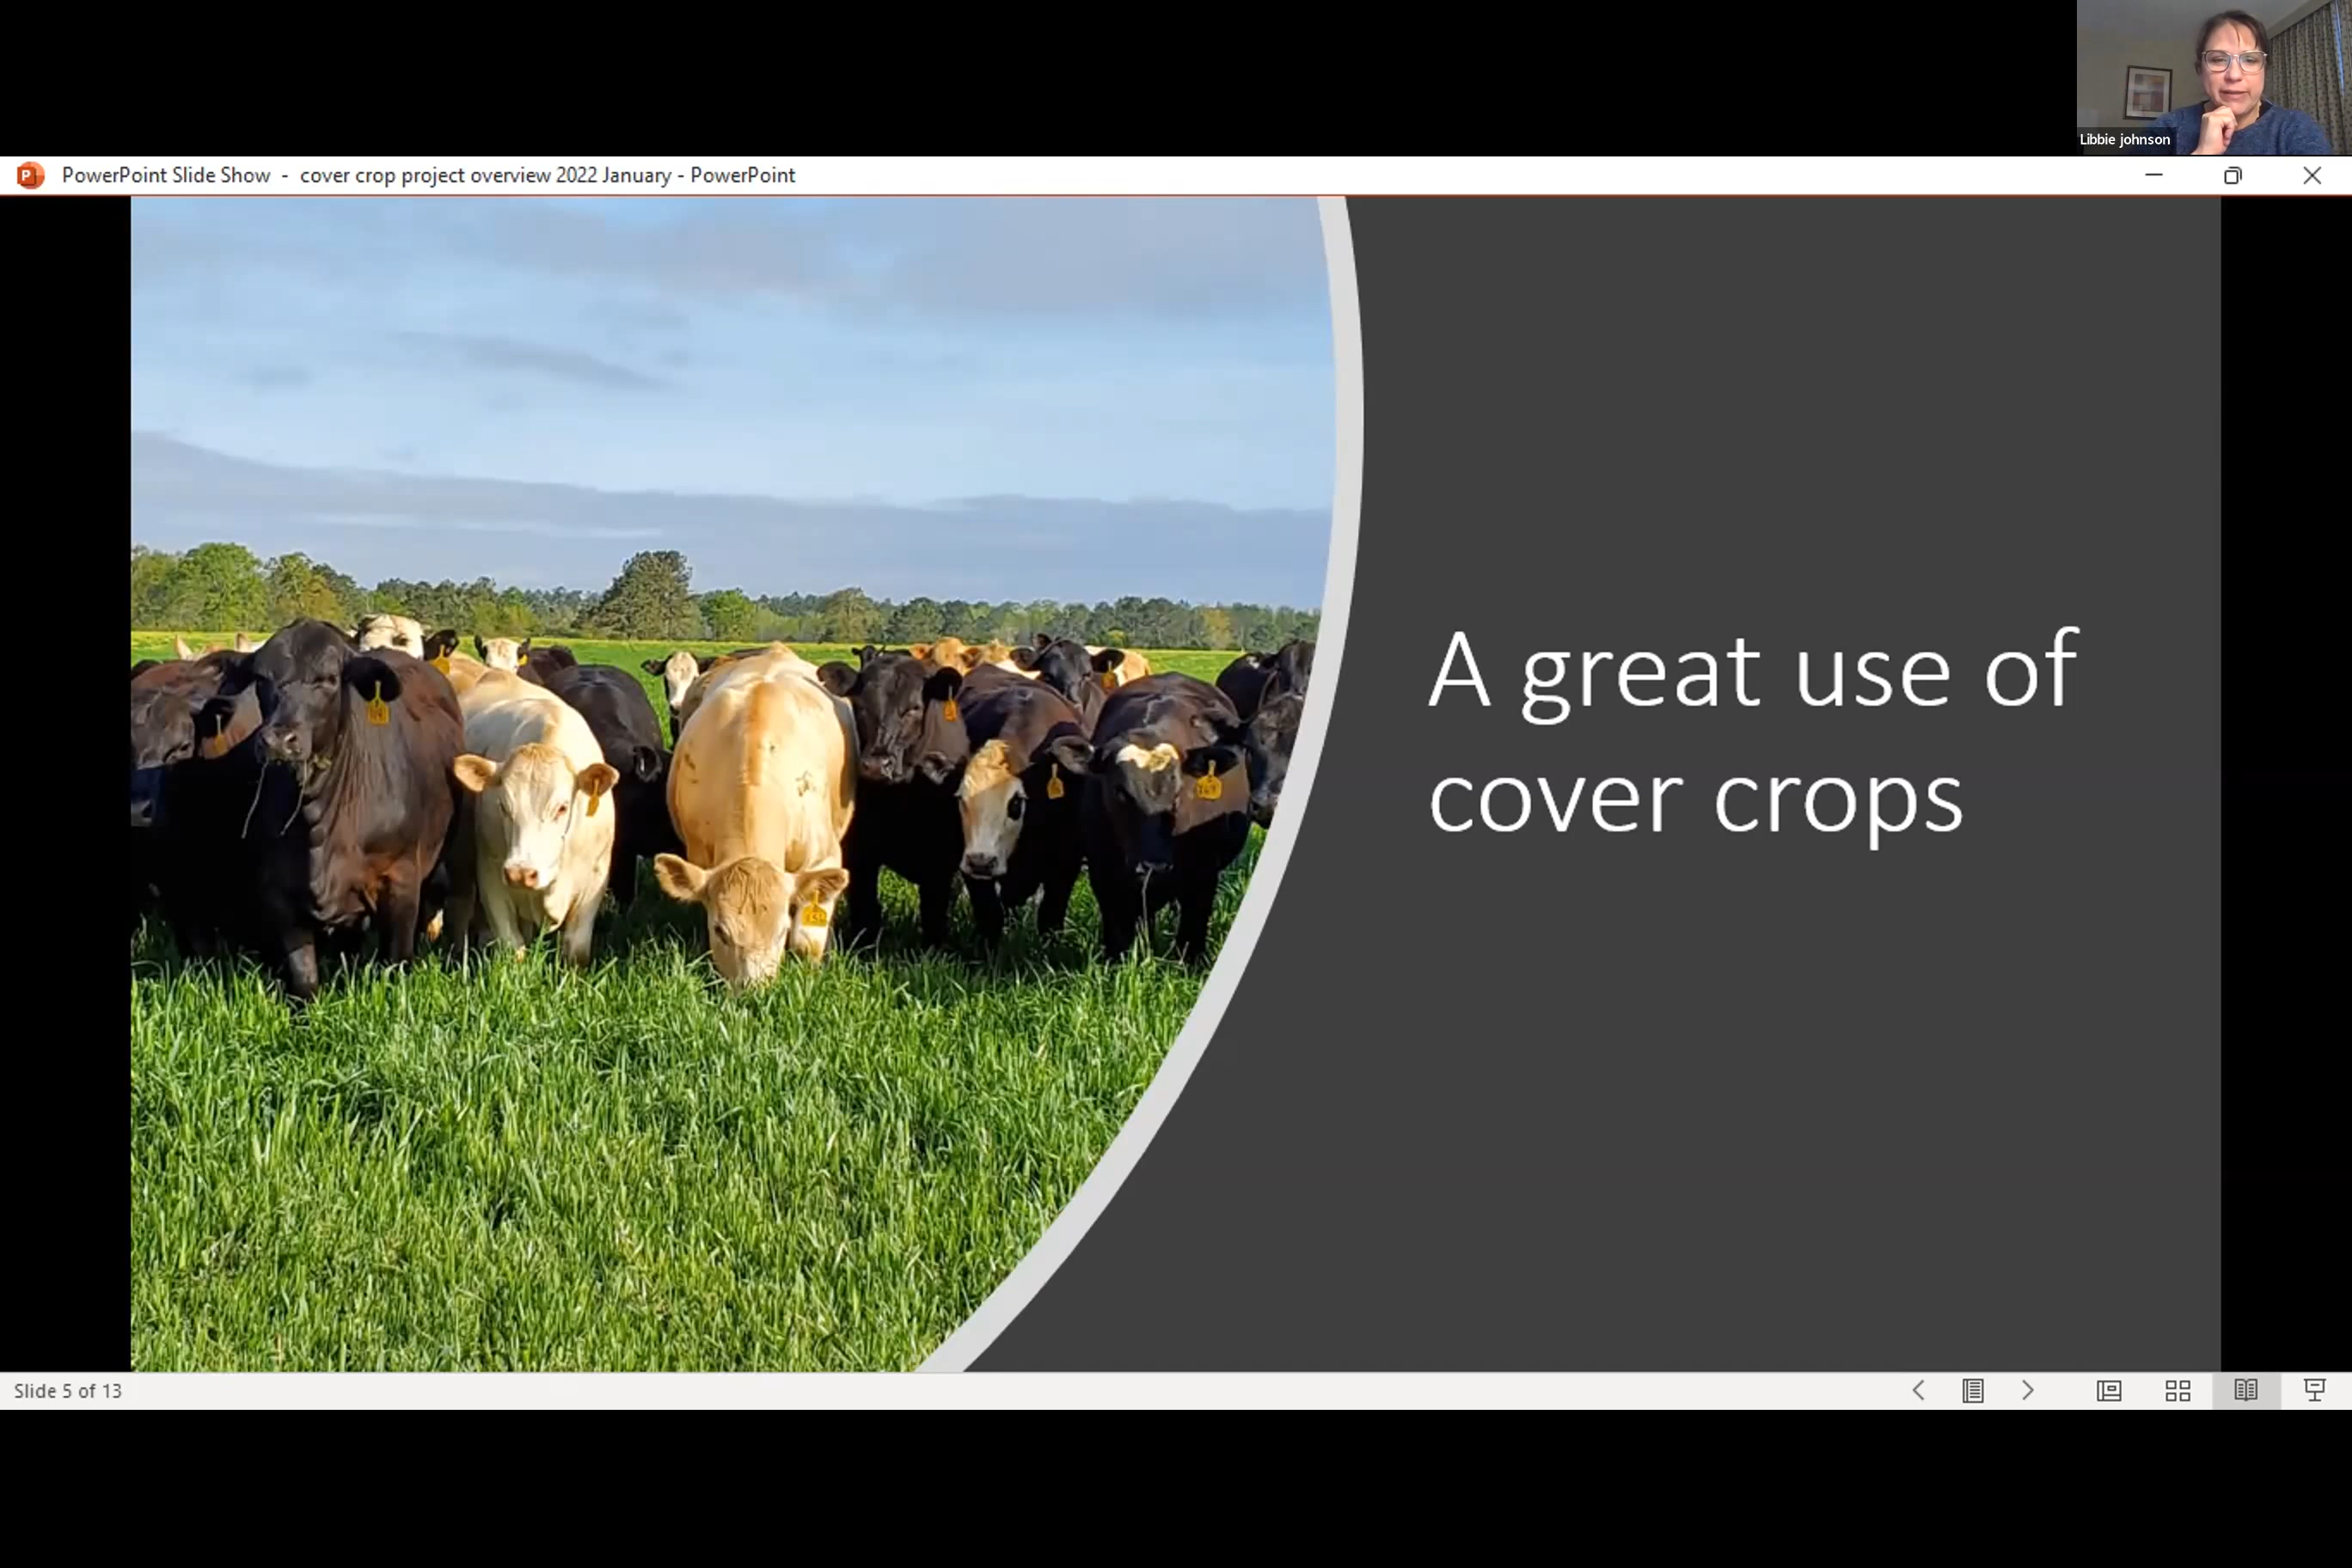 Libbie johnson
PowerPoint Slide Show - cover crop project overview 2022 January - PowerPoint
A great use of
cover crops
Slide 5 of 13